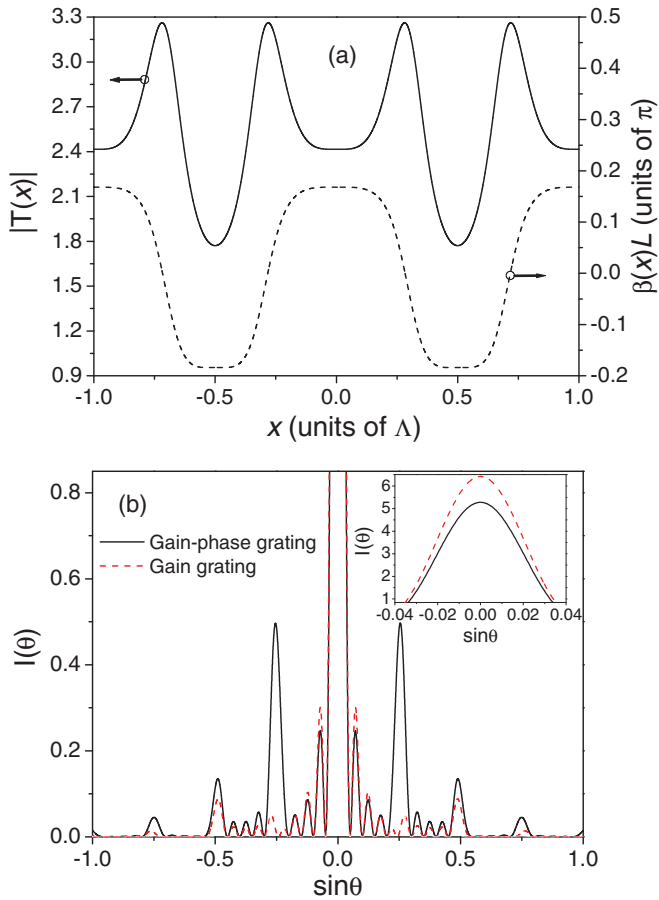 (a)
3.3
3.0
2.7
2.4
2.1
1.8
1.5
1.2
0.9
|T(x)|
0.5
0.4
0.3
0.2
0.1
0.0
-0.1
-0.2
β(x)L (units of π)
-1.0 -0.5 0.0 0.5 1.0
x (units of Λ)
(b)
Gain-phase grating
Gain grating
0.8
0.6
0.4
0.2
0.0
I(θ)
-1.0 -0.5 0.0 0.5 1.0
sinθ
6
5
4
3
2
1
I(θ)
-0.04 -0.02 0.00 0.02 0.04
sinθ